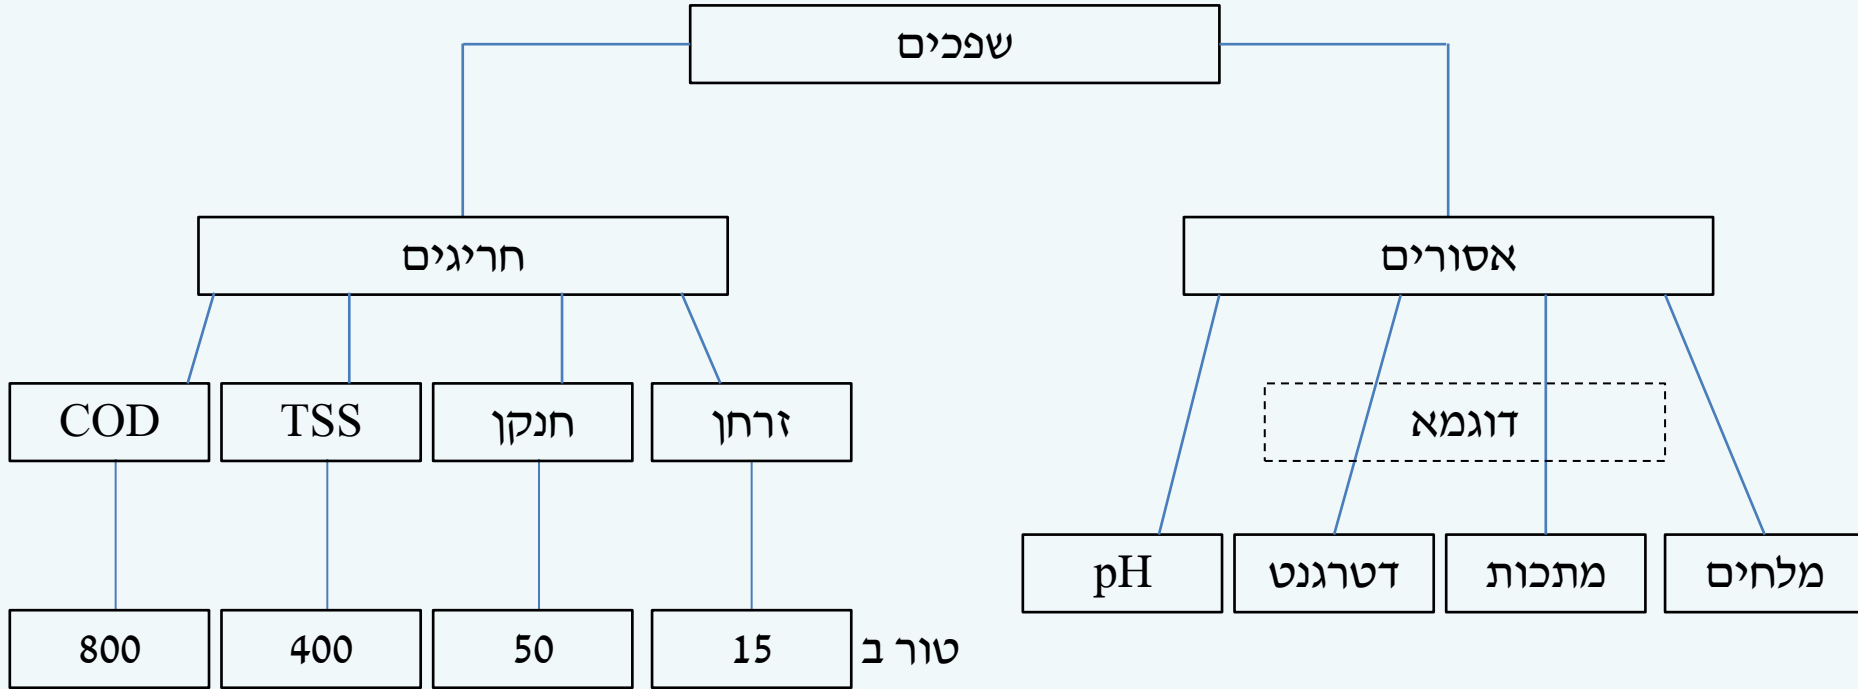 שפכים
אסורים
חריגים
דוגמא
זרחן
חנקן
TSS
COD
מלחים
מתכות
דטרגנט
pH
טור ב
15
50
400
800